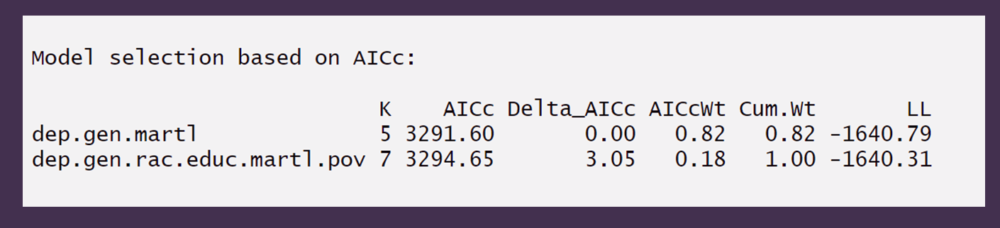 Model selection based on AICc:
K AICc Delta_AICc AICcWt Cum.Wt LL
dep.gen.martl 5 3291.60 0.00 0.82 0.82 -1640.79
dep.gen.rac.educ.martl.pov 7 3294.65 3.05 0.18 1.00 -1640.31